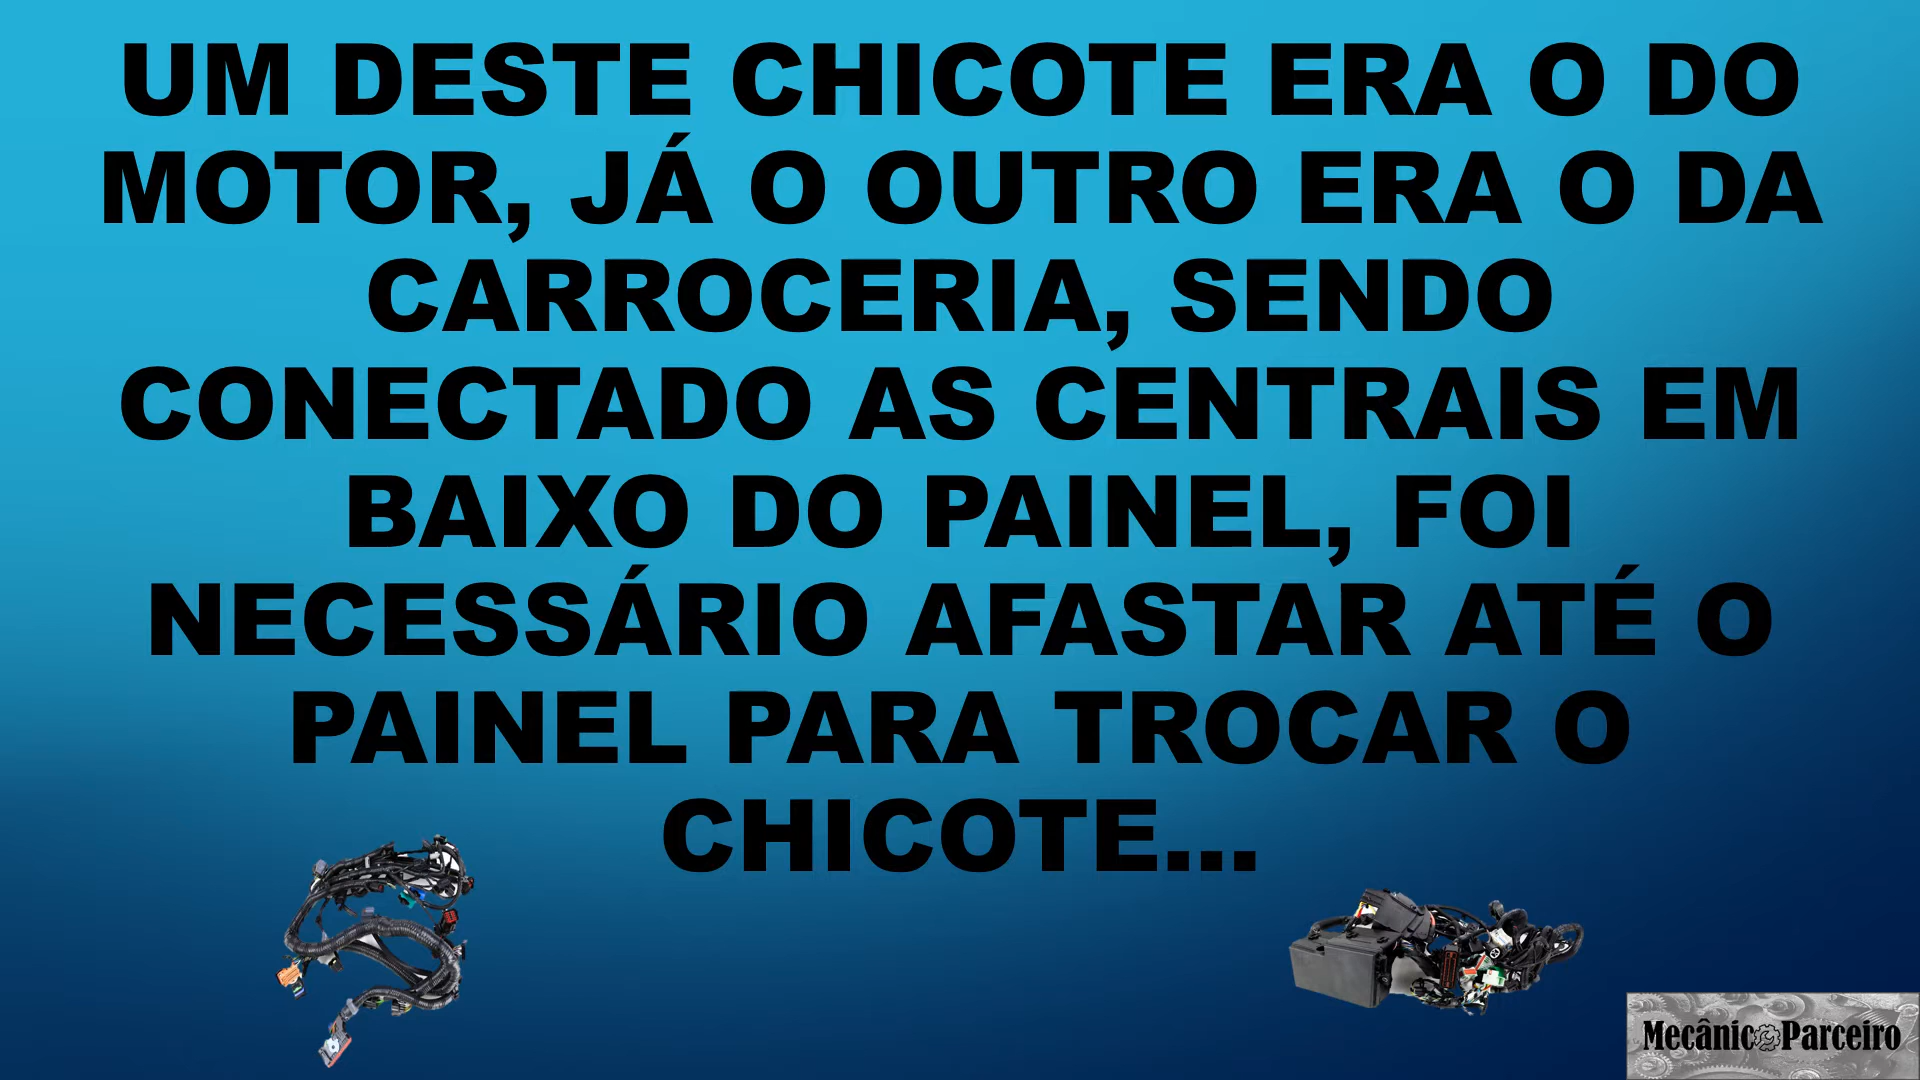 UM DESTE CHICOTE ERA O DO
MOTOR, JÁ O OUTRO ERA O DA
CARROCERIA, SENDO
CONECTADO AS CENTRAIS EM
BAIXO DO PAINEL, FOI
NECESSÁRIO AFASTAR ATÉ O
PAINEL PARA TROCAR O
CHICOTE...
Mecânico Parceiro